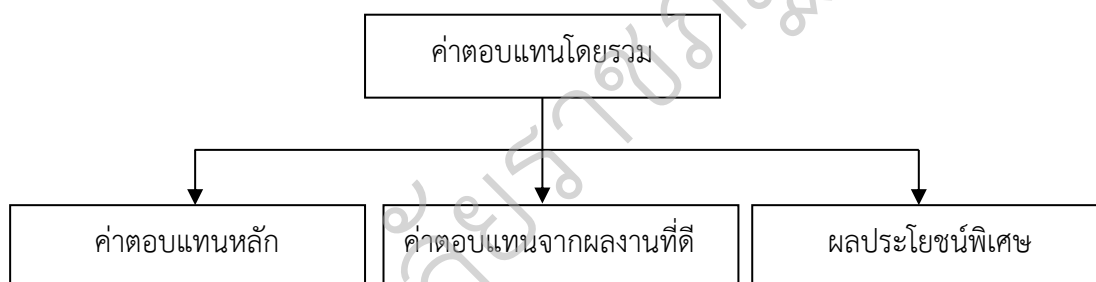 ค่าตอบแทนโดยรวม
ค่าตอบแทนหลัก
ค่าตอบแทนจากผลงานที่ดี
ผลประโยชน์พิเศษ